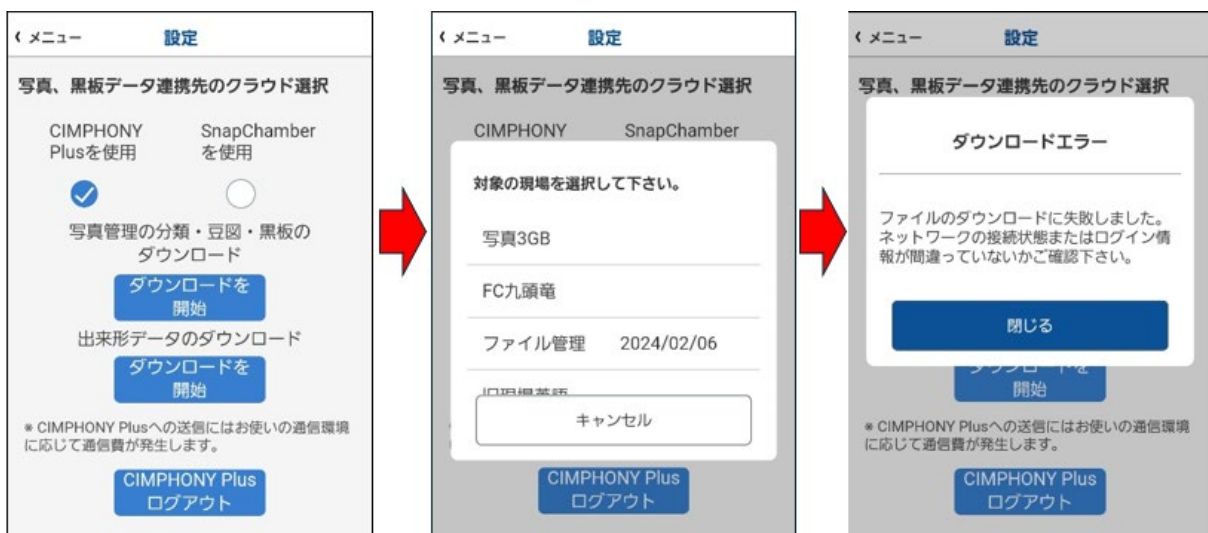 メニュー
設定
写真、黒板データ連携先のクラウド選択
CIMPHONY
Plusを使用
SnapChamber
を使用
写真管理の分類・豆図・黒板の
ダウンロード
ダウンロードを
開始
出来形データのダウンロード
ダウンロードを
開始
※ CIMPHONY Plusへの送信にはお使いの通信環境
に応じて通信費が発生します。
CIMPHONY Plus
ログアウト
メニュー
設定
写真、黒板データ連携先のクラウド選択
CIMPHONY
SnapChamber
対象の現場を選択して下さい。
写真3GB
FC九頭竜
ファイル管理 2024/02/06
キャンセル
CIMPHONY Plus
ログアウト
メニュー
設定
写真、黒板データ連携先のクラウド選択
ダウンロードエラー
ファイルのダウンロードに失敗しました。
ネットワークの接続状態またはログイン情
報が間違っていないかご確認下さい。
閉じる
ダウンロードを
開始
※ CIMPHONY Plusへの送信にはお使いの通信環境
に応じて通信費が発生します。
CIMPHONY Plus
ログアウト